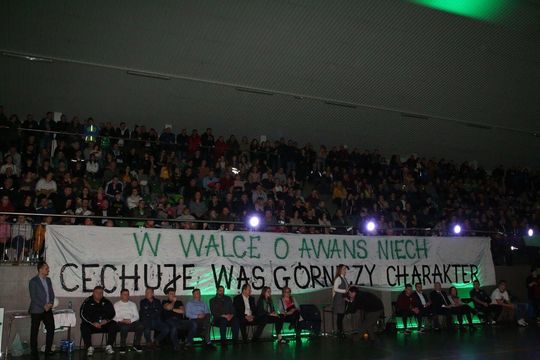 W WALCE O AWANS NIECH
CECHUJE WAS GÓRNICZY CHARAKTER